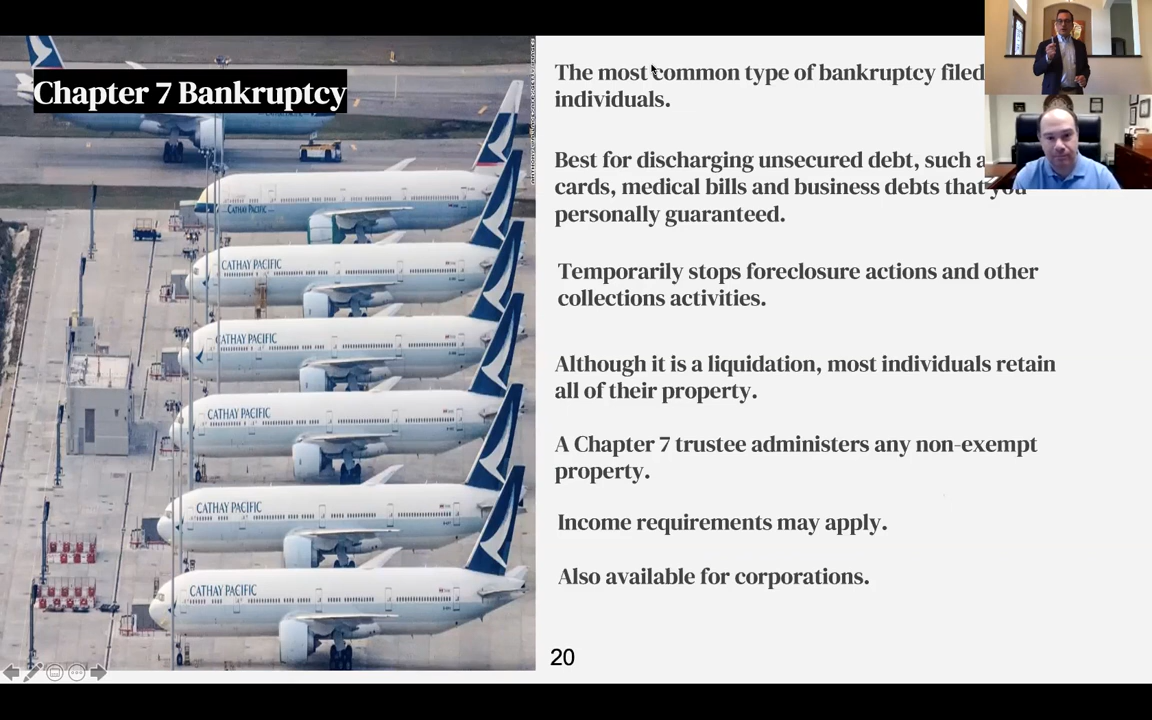 Chapter 7 Bankruptcy
CATHAY PACIFIC
CATHAY PACIFIC
CATHAY PACIFIC
CATHAY PACIFIC
CATHAY PACIFIC
CATHAY PACIFIC
The most common type of bankruptcy filed
individuals.
Best for discharging unsecured debt, such
cards, medical bills and business debts that you
personally guaranteed.
Temporarily stops foreclosure actions and other
collections activities.
Although it is a liquidation, most individuals retain
all of their property.
A Chapter 7 trustee administers any non-exempt
property.
Income requirements may apply.
Also available for corporations.
20